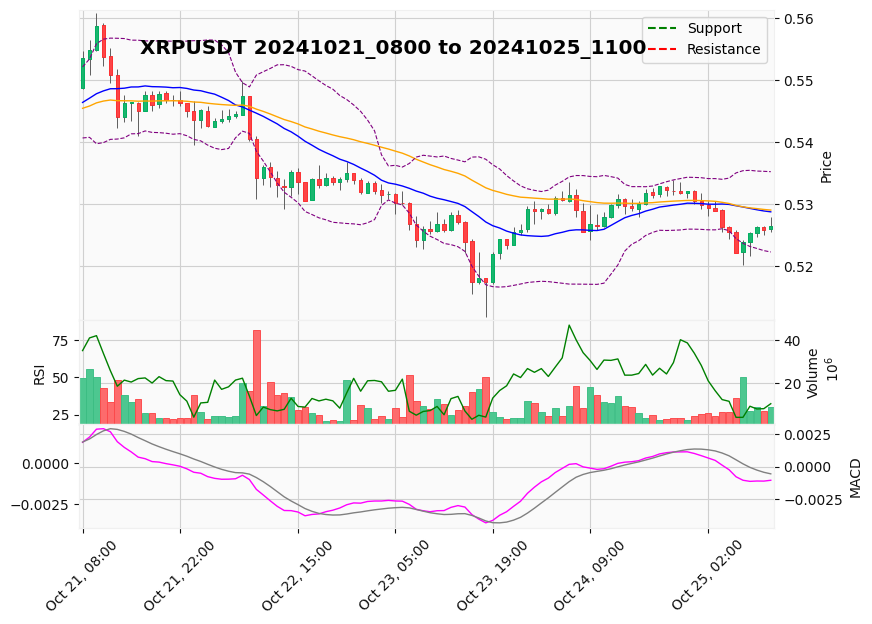 XRPUSDT 20241021_0800 to 20241025_1100
Support
Resistance
0.56
0.55
0.54
0.53
0.52
Price
75
50
25
RSI
40
20
Volume
10^6
0.0000
−0.0025
0.0025
0.0000
−0.0025
MACD
Oct 21, 08:00
Oct 21, 22:00
Oct 22, 15:00
Oct 23, 05:00
Oct 23, 19:00
Oct 24, 09:00
Oct 25, 02:00